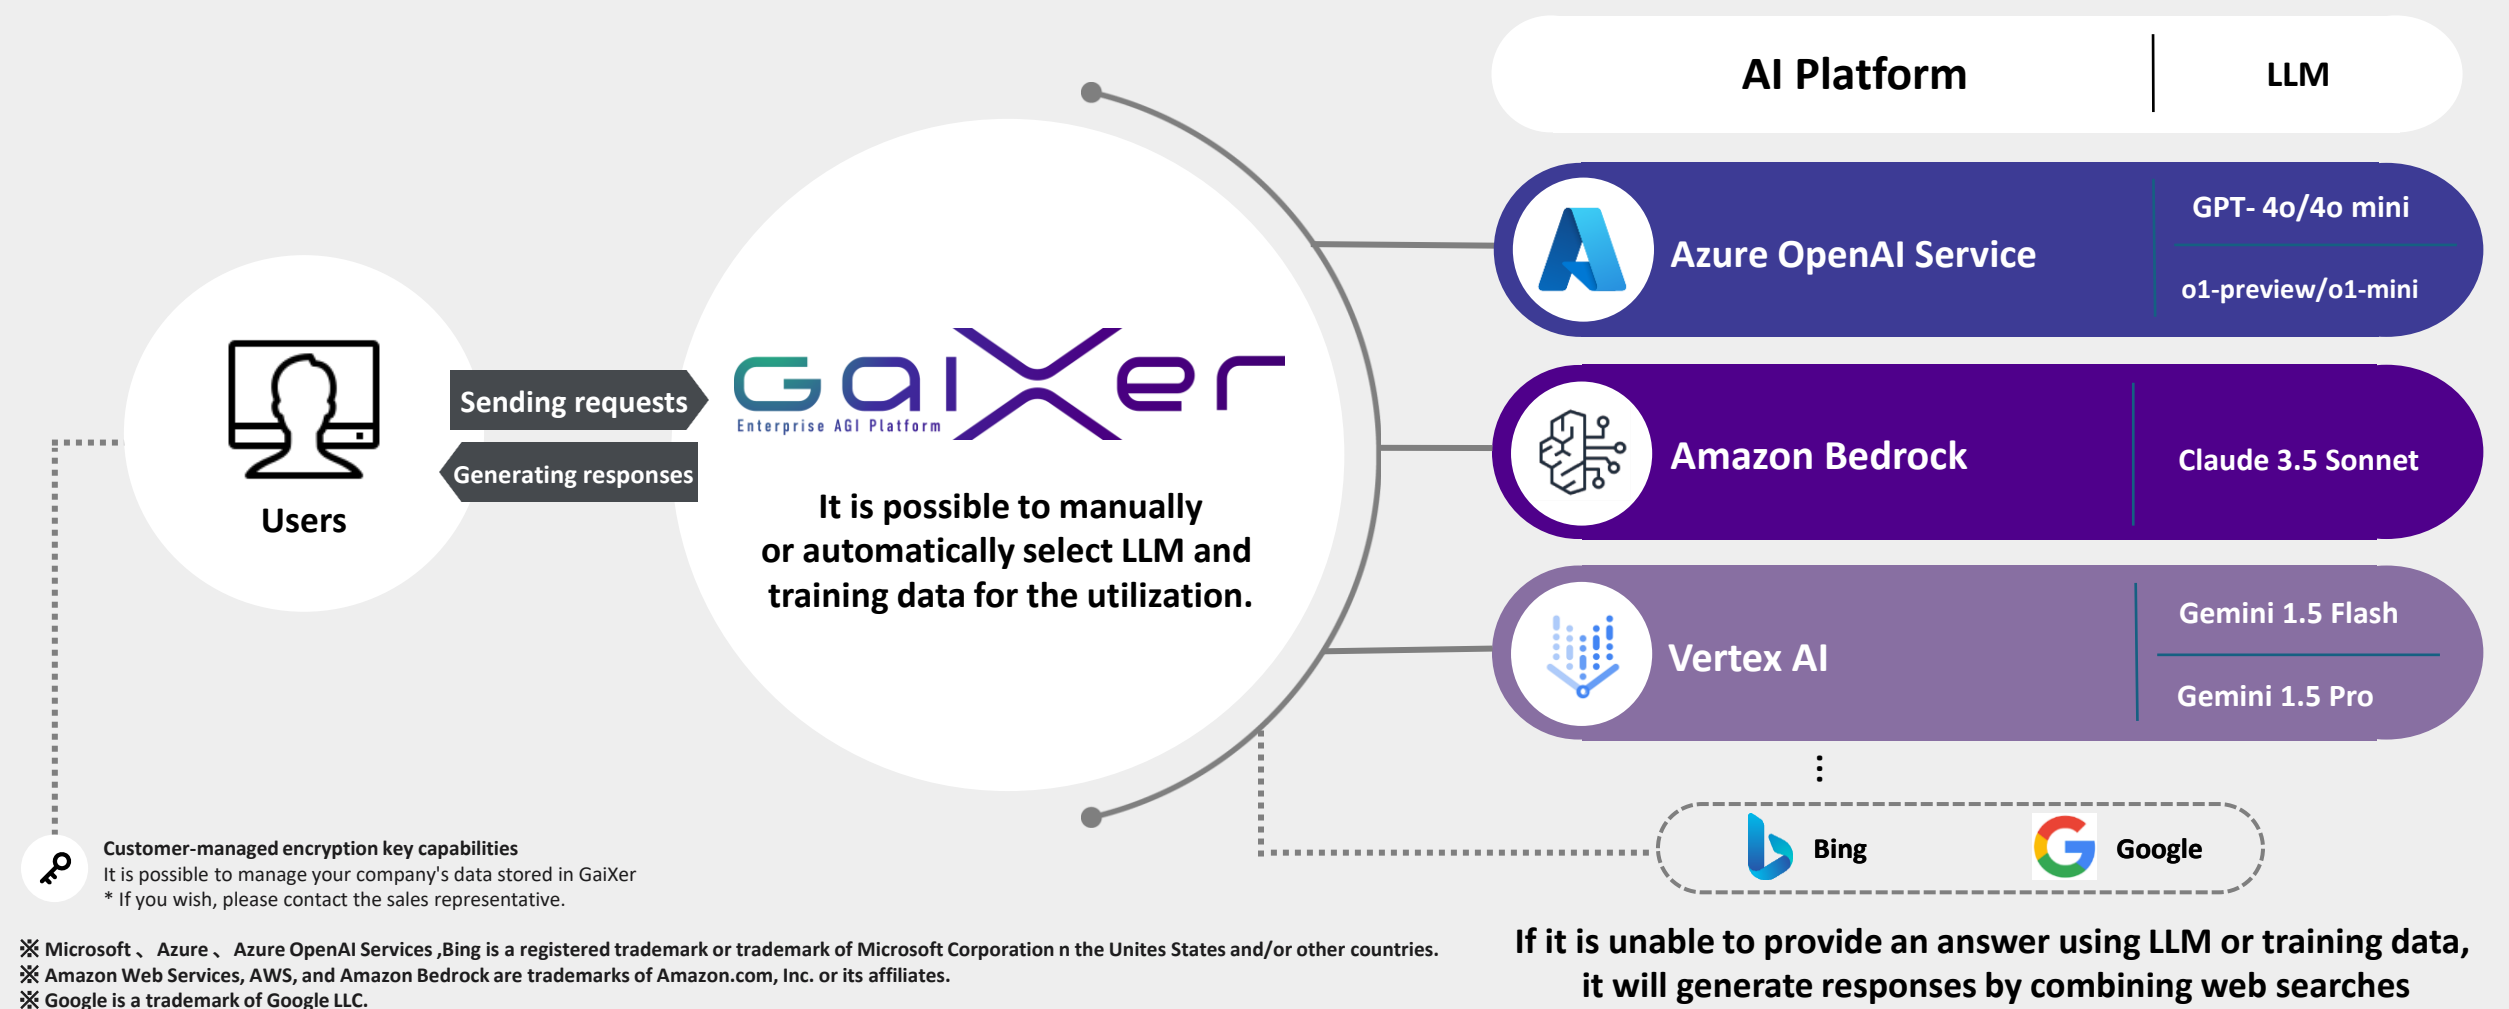 AI Platform
LLM
Azure OpenAI Service
GPT- 4o/4o mini
o1-preview/o1-mini
Sending requests
Generating responses
Users
GaiXer
Enterprise AGI Platform
It is possible to manually
or automatically select LLM and
training data for the utilization.
Amazon Bedrock
Claude 3.5 Sonnet
Vertex AI
Gemini 1.5 Flash
Gemini 1.5 Pro
Bing
Google
If it is unable to provide an answer using LLM or training data,
it will generate responses by combining web searches
Customer-managed encryption key capabilities
It is possible to manage your company's data stored in GaiXer
* If you wish, please contact the sales representative.
※ Microsoft 、 Azure 、 Azure OpenAI Services ,Bing is a registered trademark or trademark of Microsoft Corporation n the Unites States and/or other countries.
※ Amazon Web Services, AWS, and Amazon Bedrock are trademarks of Amazon.com, Inc. or its affiliates.
※ Google is a trademark of Google LLC.